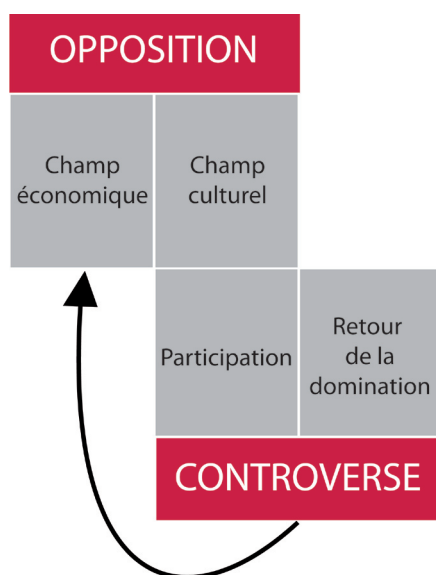 OPPOSITION
Champ
économique
Champ
culturel
Participation
Retour
de la
domination
CONTROVERSE